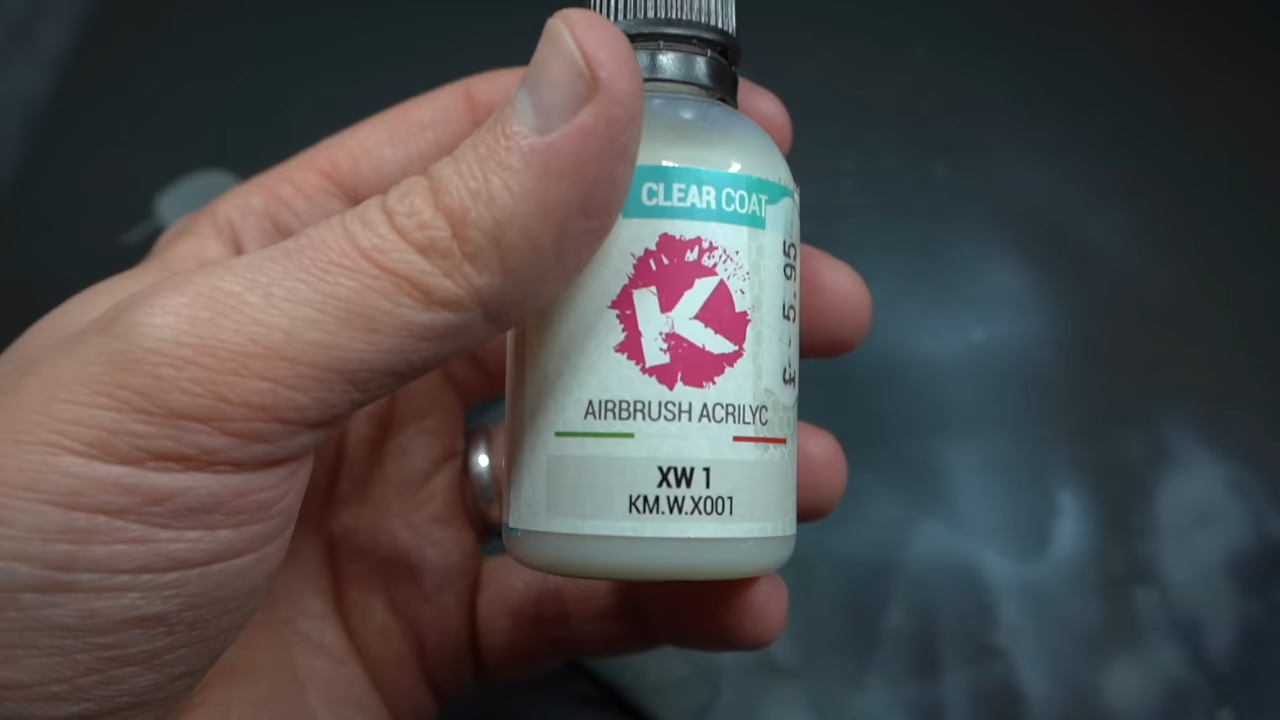 CLEAR COAT
K
AIRBRUSH ACRILYC
XW 1
KM.W.X001
£ - 5.95